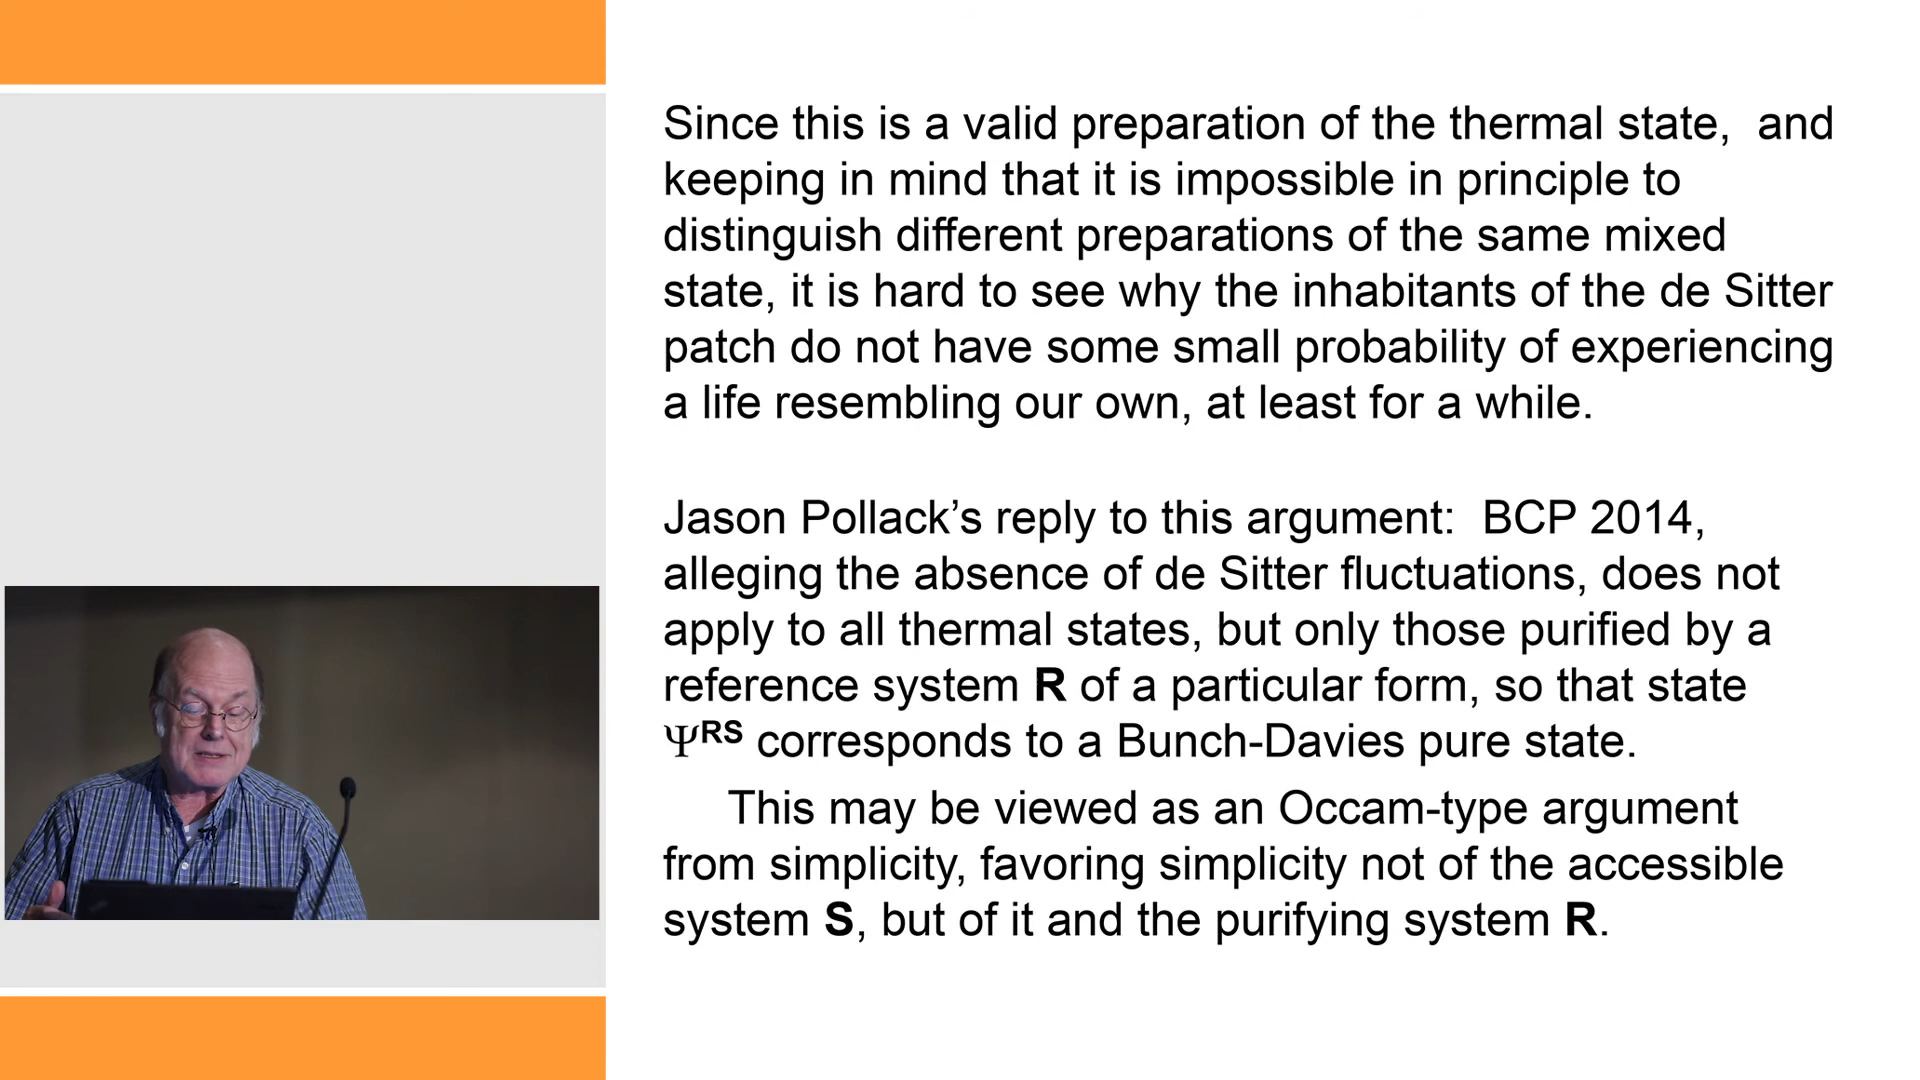 Since this is a valid preparation of the thermal state,  and
keeping in mind that it is impossible in principle to
distinguish different preparations of the same mixed
state, it is hard to see why the inhabitants of the de Sitter
patch do not have some small probability of experiencing
a life resembling our own, at least for a while.
Jason Pollack’s reply to this argument:  BCP 2014,
alleging the absence of de Sitter fluctuations, does not
apply to all thermal states, but only those purified by a
reference system R of a particular form, so that state
Ψᴿˢ corresponds to a Bunch-Davies pure state.
This may be viewed as an Occam-type argument
from simplicity, favoring simplicity not of the accessible
system S, but of it and the purifying system R.